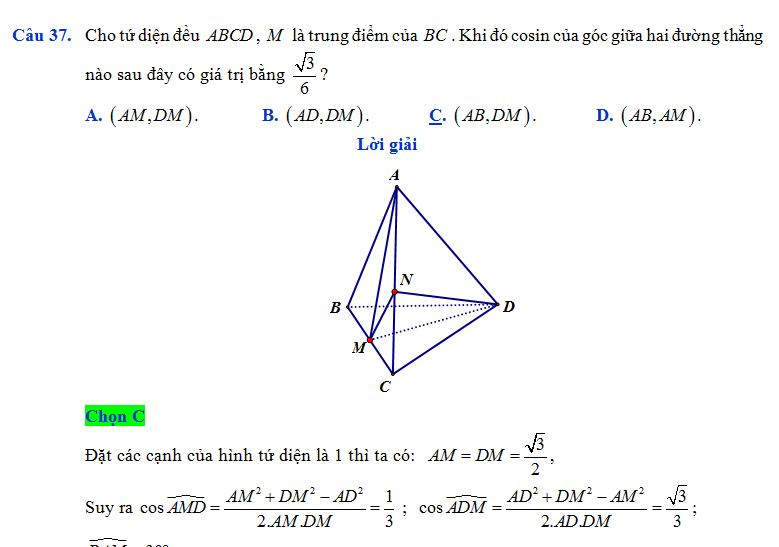 Câu 37. Cho tứ diện đều ABCD, M là trung điểm của BC. Khi đó cosin của góc giữa hai đường thẳng
nào sau đây có giá trị bằng √3/6?
A. (AM,DM). B. (AD,DM). C. (AB,DM). D. (AB,AM).
Lời giải
A
N
B
D
M
C
Chọn C
Đặt các cạnh của hình tứ diện là 1 thì ta có: AM = DM = √3/2,
Suy ra cos AMD = (AM² + DM² − AD²)/(2.AM.DM) = 1/3 ; cos ADM = (AD² + DM² − AM²)/(2.AD.DM) = √3/3 ;